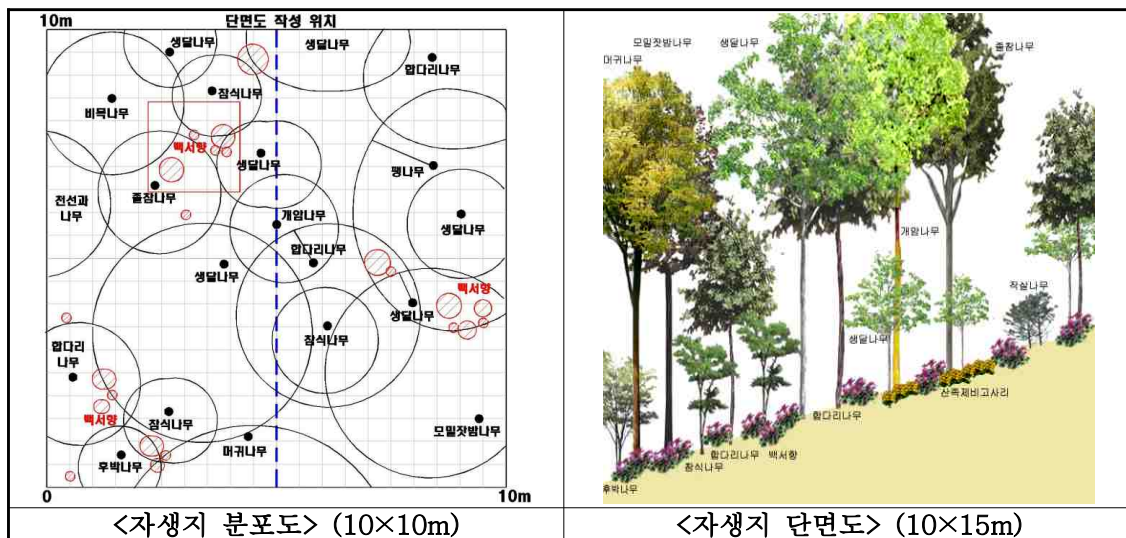 10m
단면도 작성 위치
생달나무
생달나무
합다리나무
비목나무
참식나무
백서향
생달나무
팽나무
졸참나무
전선과
나무
개암나무
생달나무
합다리나무
생달나무
생달나무
백서향
참식나무
합다리
나무
백서향
참식나무
모밀잣밤나무
후박나무
머귀나무
0
10m
<자생지 분포도> (10×10m)
모밀잣밤나무
생달나무
졸참나무
머귀나무
개암나무
작살나무
생달나무
산족제비고사리
합다리나무
합다리나무
백서향
참식나무
후박나무
<자생지 단면도> (10×15m)